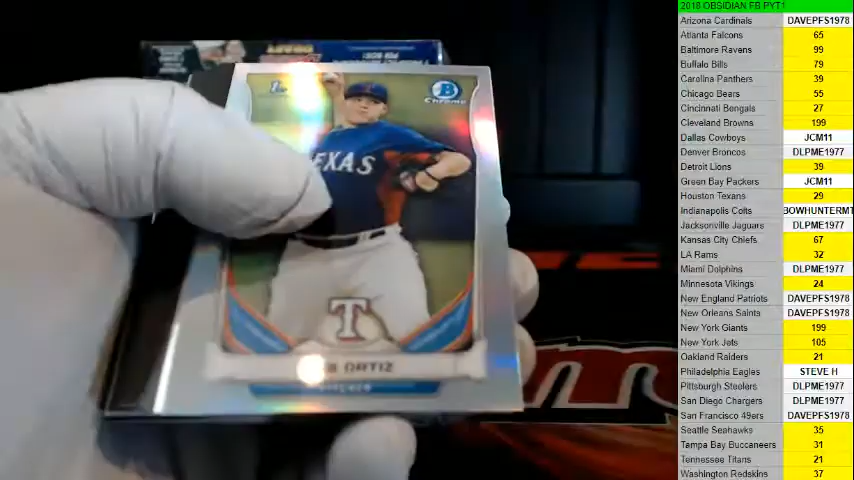 1st
B
Chrome
TEXAS
T
ORTIZ
PITCHER
2018 OBSIDIAN FB PYT1
Arizona Cardinals DAVEPFS1978
Atlanta Falcons 65
Baltimore Ravens 99
Buffalo Bills 79
Carolina Panthers 39
Chicago Bears 55
Cincinnati Bengals 27
Cleveland Browns 199
Dallas Cowboys JCM11
Denver Broncos DLPME1977
Detroit Lions 39
Green Bay Packers JCM11
Houston Texans 29
Indianapolis Colts BOWHUNTERMT
Jacksonville Jaguars DLPME1977
Kansas City Chiefs 67
LA Rams 32
Miami Dolphins DLPME1977
Minnesota Vikings 24
New England Patriots DAVEPFS1978
New Orleans Saints DAVEPFS1978
New York Giants 199
New York Jets 105
Oakland Raiders 21
Philadelphia Eagles STEVE H
Pittsburgh Steelers DLPME1977
San Diego Chargers DLPME1977
San Francisco 49ers DAVEPFS1978
Seattle Seahawks 35
Tampa Bay Buccaneers 31
Tennessee Titans 21
Washington Redskins 37